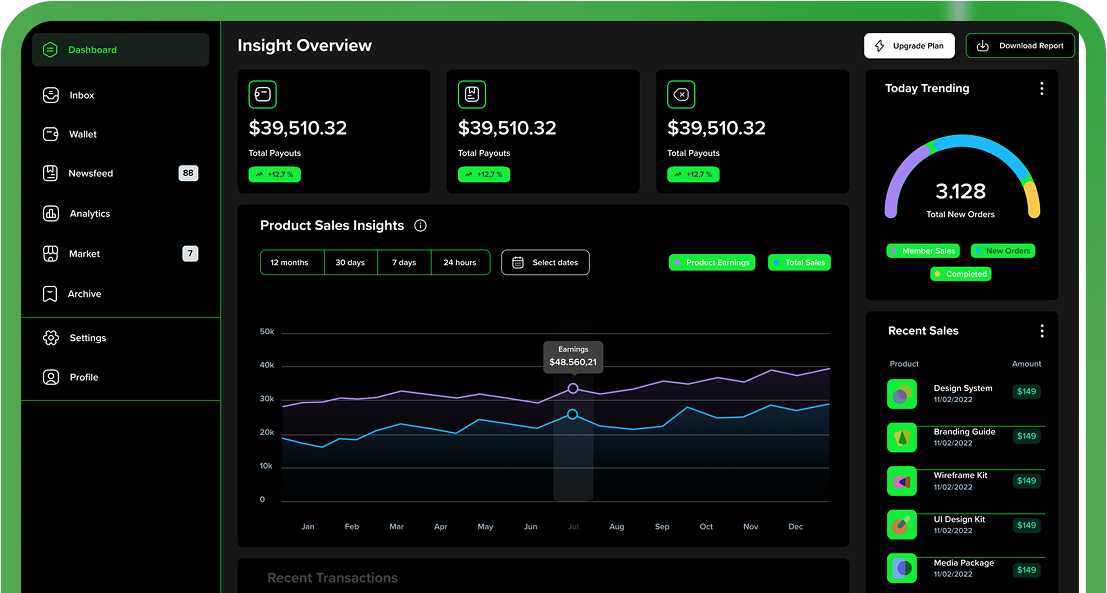 Dashboard
Inbox
Wallet
Newsfeed 88
Analytics
Market 7
Archive
Settings
Profile
Insight Overview
Upgrade Plan
Download Report
$39,510.32
Total Payouts
+12,7 %
$39,510.32
Total Payouts
+12,7 %
$39,510.32
Total Payouts
+12,7 %
Product Sales Insights
12 months 30 days 7 days 24 hours Select dates
Product Earnings Total Sales
50k
40k
30k
20k
10k
0
Earnings
$48.560,21
Jan Feb Mar Apr May Jun Jul Aug Sep Oct Nov Dec
Recent Transactions
Today Trending
3.128
Total New Orders
Member Sales New Orders
Completed
Recent Sales
Product Amount
Design System $149
11/02/2022
Branding Guide $149
11/02/2022
Wireframe Kit $149
11/02/2022
UI Design Kit $149
11/02/2022
Media Package $149
11/02/2022